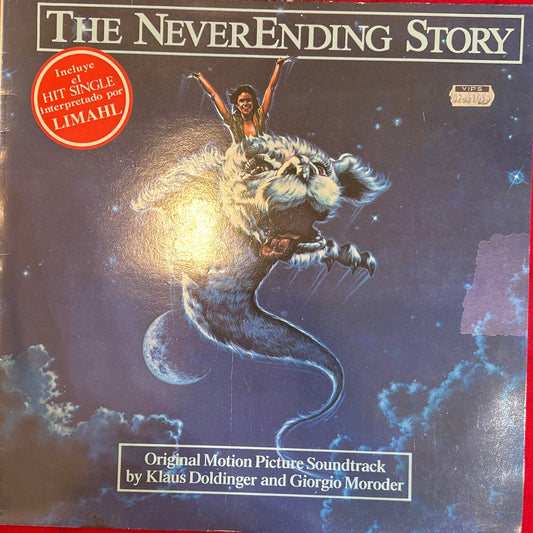 THE NEVERENDING STORY
Incluye
el
HIT SINGLE
interpretado por
LIMAHL
VIPS
Original Motion Picture Soundtrack
by Klaus Doldinger and Giorgio Moroder